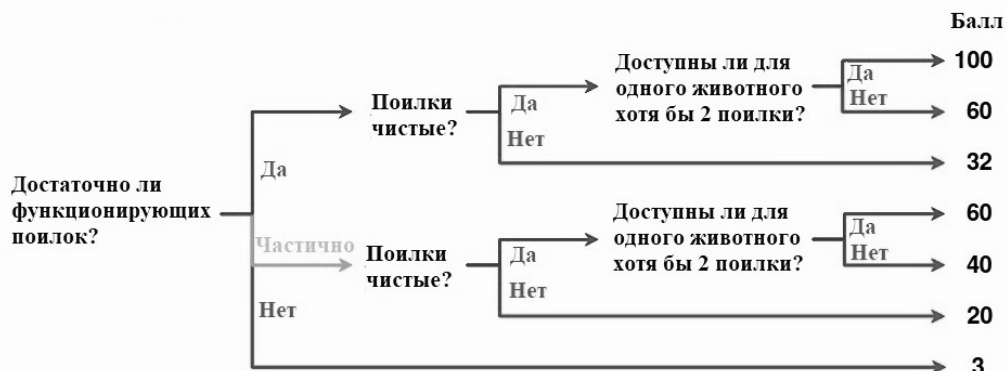 Балл
Достаточно ли
функционирующих
поилок?
Да
Частично
Нет
Поилки
чистые?
Да
Нет
Доступны ли для
одного животного
хотя бы 2 поилки?
Да
Нет
100
60
32
Поилки
чистые?
Да
Нет
Доступны ли для
одного животного
хотя бы 2 поилки?
Да
Нет
60
40
20
3